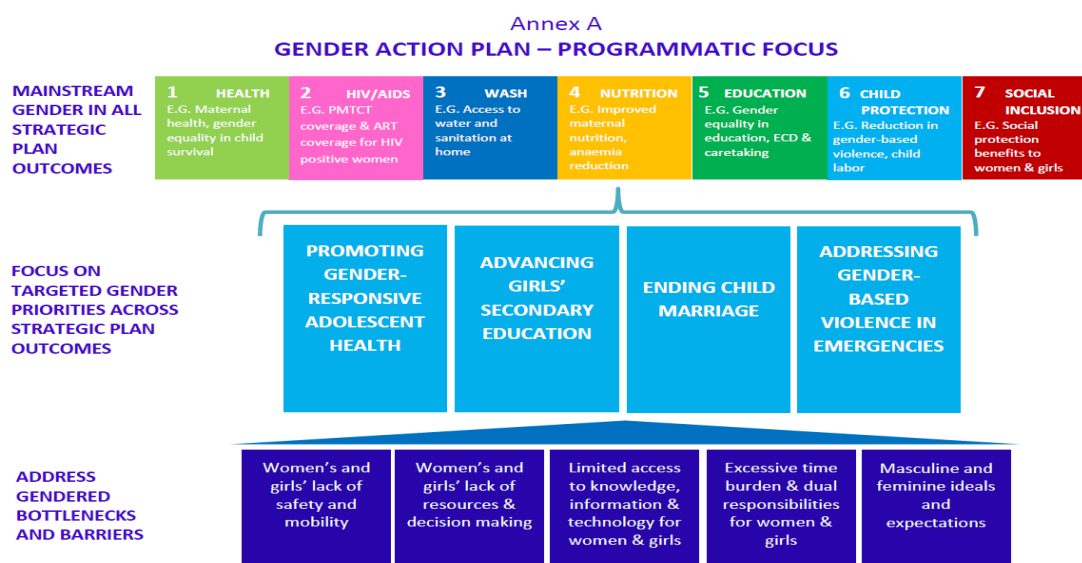 Annex A
GENDER ACTION PLAN – PROGRAMMATIC FOCUS
MAINSTREAM
GENDER IN ALL
STRATEGIC
PLAN
OUTCOMES
1 HEALTH
E.G. Maternal
health, gender
equality in child
survival
2 HIV/AIDS
E.G. PMTCT
coverage & ART
coverage for HIV
positive women
3 WASH
E.G. Access to
water and
sanitation at
home
4 NUTRITION
E.G. Improved
maternal
nutrition,
anaemia
reduction
5 EDUCATION
E.G. Gender
equality in
education, ECD &
caretaking
6 CHILD
PROTECTION
E.G. Reduction in
gender-based
violence, child
labor
7 SOCIAL
INCLUSION
E.G. Social
protection
benefits to
women & girls
FOCUS ON
TARGETED GENDER
PRIORITIES ACROSS
STRATEGIC PLAN
OUTCOMES
PROMOTING
GENDER-
RESPONSIVE
ADOLESCENT
HEALTH
ADVANCING
GIRLS’
SECONDARY
EDUCATION
ENDING CHILD
MARRIAGE
ADDRESSING
GENDER-
BASED
VIOLENCE IN
EMERGENCIES
ADDRESS
GENDERED
BOTTLENECKS
AND BARRIERS
Women’s and
girls’ lack of
safety and
mobility
Women’s and
girls’ lack of
resources &
decision making
Limited access
to knowledge,
information &
technology for
women & girls
Excessive time
burden & dual
responsibilities
for women &
girls
Masculine and
feminine ideals
and
expectations